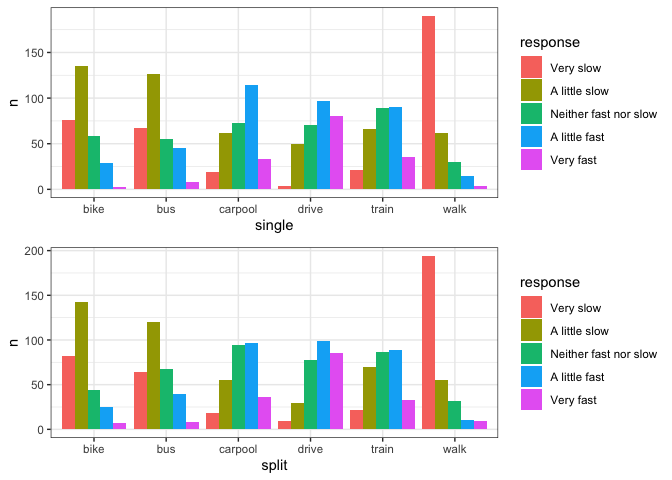 150
100
50
0
n
bike bus carpool drive train walk
single
response
Very slow
A little slow
Neither fast nor slow
A little fast
Very fast
200
150
100
50
0
n
bike bus carpool drive train walk
split
response
Very slow
A little slow
Neither fast nor slow
A little fast
Very fast